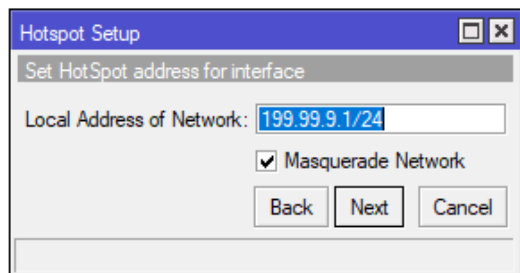 Hotspot Setup
Set HotSpot address for interface
Local Address of Network: 199.99.9.1/24
Masquerade Network
Back Next Cancel